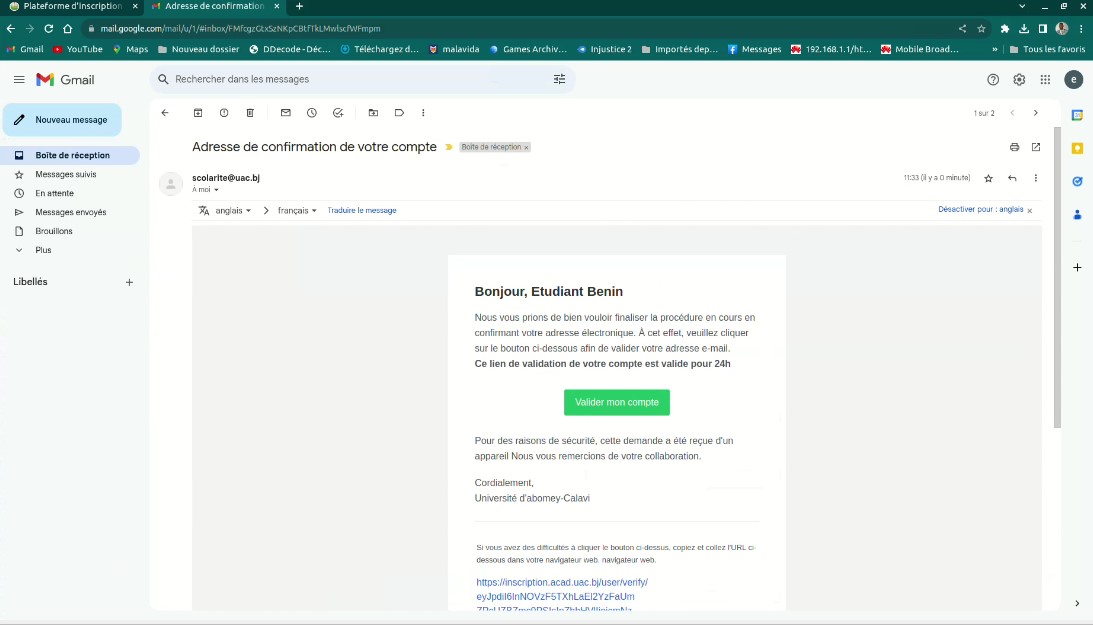 Plateforme d'inscription
Adresse de confirmation
mail.google.com/mail/u/1/#inbox/FMfcgzGtxSzNKpCBtfTkLMwlscfWFmpm
Gmail
YouTube
Maps
Nouveau dossier
DDecode - Déc...
Téléchargez d...
malavida
Games Archiv...
Injustice 2
Importés dep...
Messages
192.168.1.1/ht...
Mobile Broad...
»
Tous les favoris
Gmail
Rechercher dans les messages
e
Nouveau message
1 sur 2
Boîte de réception
Messages suivis
En attente
Messages envoyés
Brouillons
Plus
Libellés
Adresse de confirmation de votre compte
Boîte de réception ×
scolarite@uac.bj
À moi
11:33 (il y a 0 minute)
anglais
français
Traduire le message
Désactiver pour : anglais ×
Bonjour, Etudiant Benin
Nous vous prions de bien vouloir finaliser la procédure en cours en
confirmant votre adresse électronique. À cet effet, veuillez cliquer
sur le bouton ci-dessous afin de valider votre adresse e-mail.
Ce lien de validation de votre compte est valide pour 24h
Valider mon compte
Pour des raisons de sécurité, cette demande a été reçue d'un
appareil Nous vous remercions de votre collaboration.
Cordialement,
Université d'abomey-Calavi
Si vous avez des difficultés à cliquer le bouton ci-dessus, copiez et collez l'URL ci-
dessous dans votre navigateur web. navigateur web.
https://inscription.acad.uac.bj/user/verify/
eyJpdiI6InNOVzF5TXhLaEI2YzFaUm